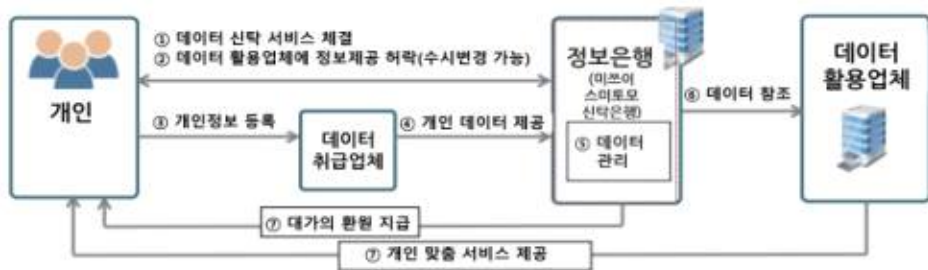 ① 데이터 신탁 서비스 체결
② 데이터 활용업체에 정보제공 허락(수시변경 가능)
개인
정보은행
(미쓰이
스미토모
신탁은행)
데이터
활용업체
③ 개인정보 등록
데이터
취급업체
④ 개인 데이터 제공
⑤ 데이터
관리
⑥ 데이터 참조
⑦ 대가의 환원 지급
⑦ 개인 맞춤 서비스 제공